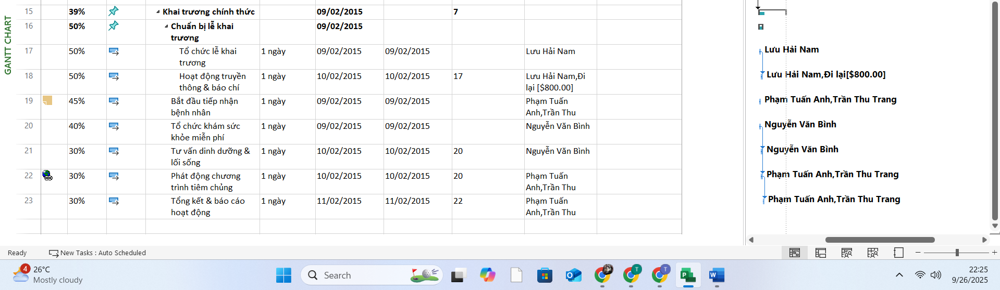 GANTT CHART
15 39% Khai trương chính thức 09/02/2015 7
16 50% Chuẩn bị lễ khai 09/02/2015
trương
17 50% Tổ chức lễ khai 1 ngày 09/02/2015 09/02/2015 Lưu Hải Nam Lưu Hải Nam
trương
18 50% Hoạt động truyền 1 ngày 10/02/2015 10/02/2015 17 Lưu Hải Nam,Đi Lưu Hải Nam,Đi lại[$800.00]
thông & báo chí lại [$800.00]
19 45% Bắt đầu tiếp nhận 1 ngày 09/02/2015 09/02/2015 Phạm Tuấn Phạm Tuấn Anh,Trần Thu Trang
bệnh nhân Anh,Trần Thu
20 40% Tổ chức khám sức 1 ngày 09/02/2015 09/02/2015 Nguyễn Văn Bình Nguyễn Văn Bình
khỏe miễn phí
21 30% Tư vấn dinh dưỡng & 1 ngày 10/02/2015 10/02/2015 20 Nguyễn Văn Bình Nguyễn Văn Bình
lối sống
22 30% Phát động chương 1 ngày 10/02/2015 10/02/2015 20 Phạm Tuấn Phạm Tuấn Anh,Trần Thu Trang
trình tiêm chủng Anh,Trần Thu
23 30% Tổng kết & báo cáo 1 ngày 11/02/2015 11/02/2015 22 Phạm Tuấn Phạm Tuấn Anh,Trần Thu Trang
hoạt động Anh,Trần Thu
Ready New Tasks : Auto Scheduled
4 26°C Search 22:25
Mostly cloudy 9/26/2025